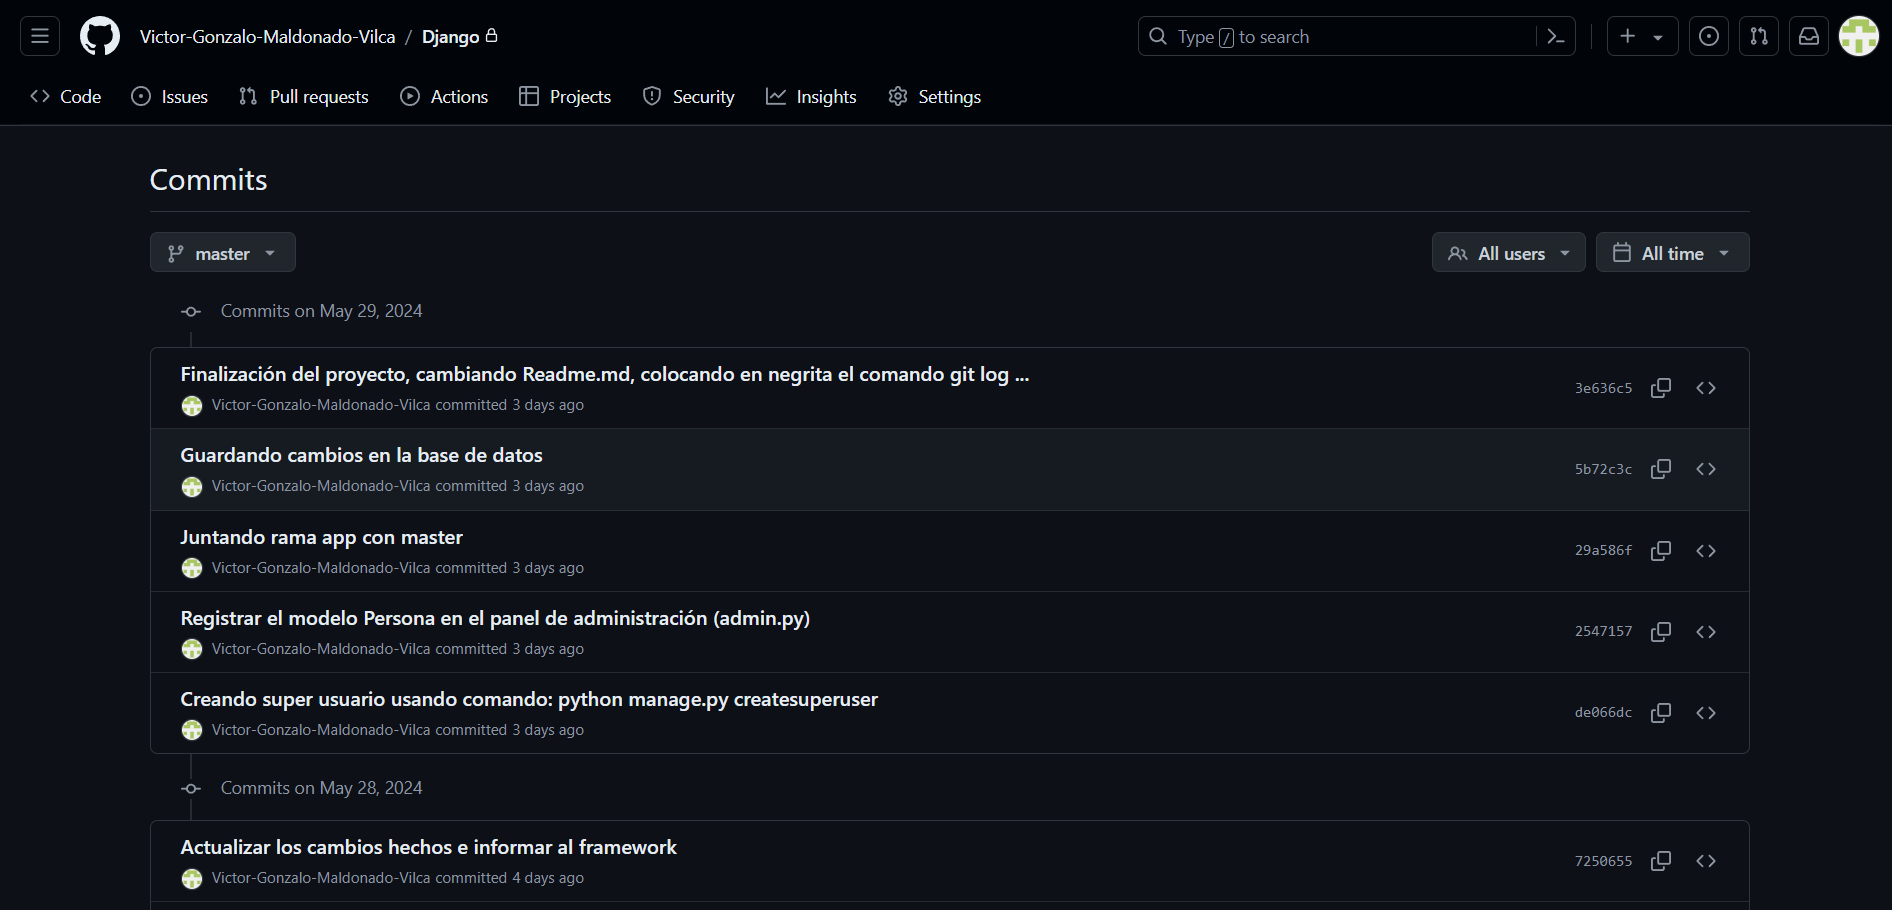 Victor-Gonzalo-Maldonado-Vilca / Django
Type / to search
Code Issues Pull requests Actions Projects Security Insights Settings
Commits
master
All users All time
Commits on May 29, 2024
Finalización del proyecto, cambiando Readme.md, colocando en negrita el comando git log ...
Victor-Gonzalo-Maldonado-Vilca committed 3 days ago
3e636c5
Guardando cambios en la base de datos
Victor-Gonzalo-Maldonado-Vilca committed 3 days ago
5b72c3c
Juntando rama app con master
Victor-Gonzalo-Maldonado-Vilca committed 3 days ago
29a586f
Registrar el modelo Persona en el panel de administración (admin.py)
Victor-Gonzalo-Maldonado-Vilca committed 3 days ago
2547157
Creando super usuario usando comando: python manage.py createsuperuser
Victor-Gonzalo-Maldonado-Vilca committed 3 days ago
de066dc
Commits on May 28, 2024
Actualizar los cambios hechos e informar al framework
Victor-Gonzalo-Maldonado-Vilca committed 4 days ago
7250655